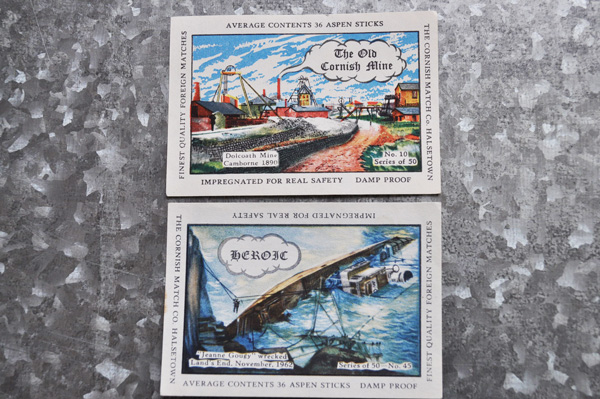 AVERAGE CONTENTS 36 ASPEN STICKS
FINEST QUALITY FOREIGN MATCHES
The Old
Cornish Mine
THE CORNISH MATCH Co. HALSETOWN
Dolcoath Mine
Camborne 1890
No. 10
Series of 50
IMPREGNATED FOR REAL SAFETY DAMP PROOF
IMPREGNATED FOR REAL SAFETY
THE CORNISH MATCH CO. HALSETOWN
HEROIC
FINEST QUALITY FOREIGN MATCHES
"Jeanne Gougy" wrecked
Land's End, November, 1962
Series of 50 No. 45
AVERAGE CONTENTS 36 ASPEN STICKS DAMP PROOF